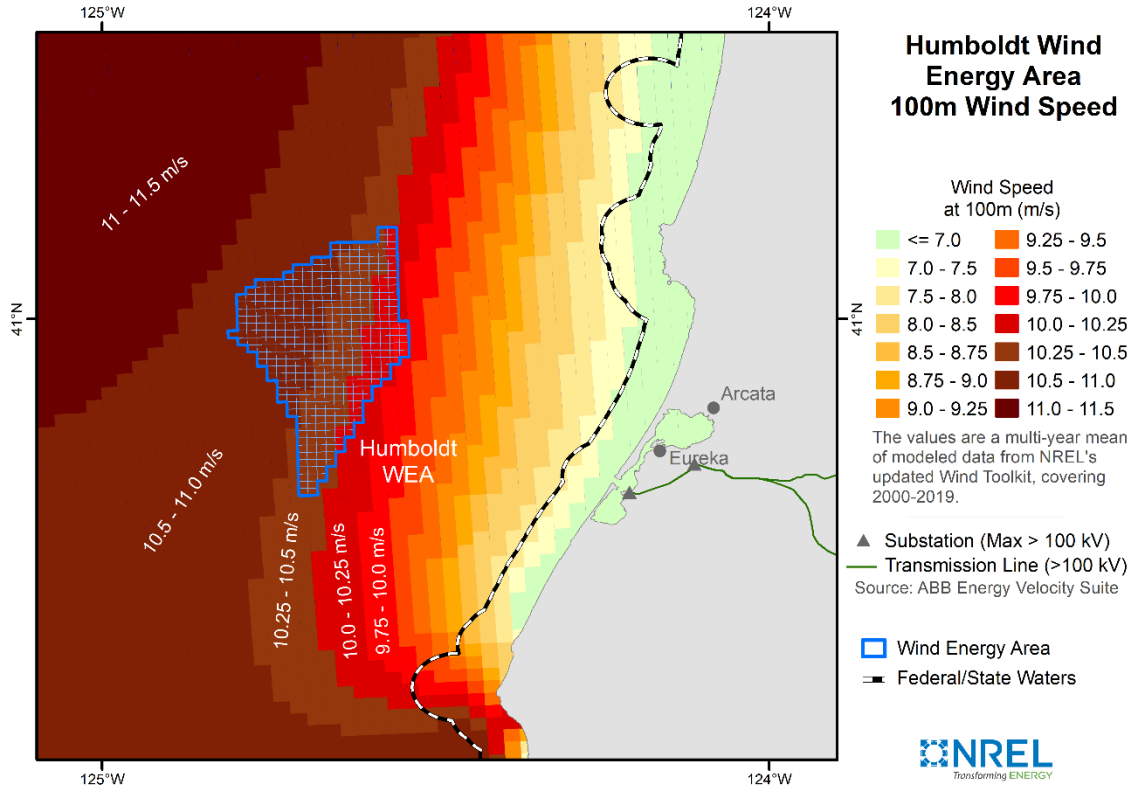 125°W
124°W
Humboldt Wind
Energy Area
100m Wind Speed
11 - 11.5 m/s
Wind Speed
at 100m (m/s)
<= 7.0
9.25 - 9.5
7.0 - 7.5
9.5 - 9.75
7.5 - 8.0
9.75 - 10.0
8.0 - 8.5
10.0 - 10.25
8.5 - 8.75
10.25 - 10.5
8.75 - 9.0
10.5 - 11.0
9.0 - 9.25
11.0 - 11.5
41°N
41°N
Arcata
Eureka
Humboldt
WEA
10.5 - 11.0 m/s
10.25 - 10.5 m/s
10.0 - 10.25 m/s
9.75 - 10.0 m/s
The values are a multi-year mean
of modeled data from NREL's
updated Wind Toolkit, covering
2000-2019.
Substation (Max > 100 kV)
Transmission Line (>100 kV)
Source: ABB Energy Velocity Suite
Wind Energy Area
Federal/State Waters
NREL
Transforming ENERGY
125°W
124°W